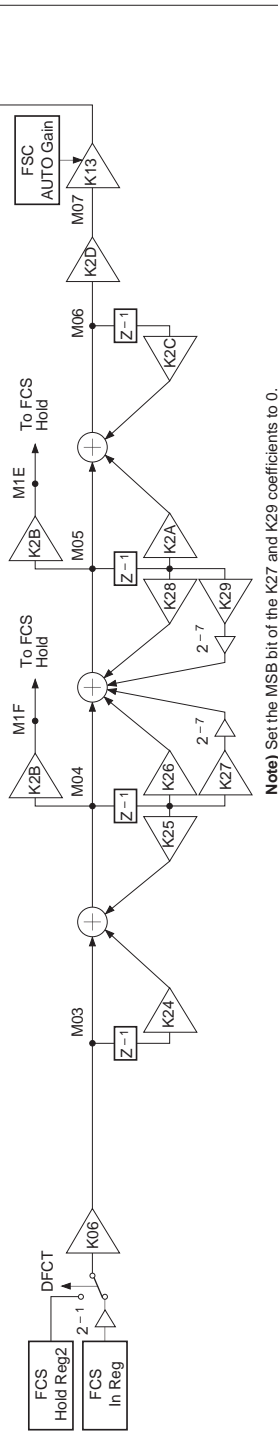 FCS
Hold Reg2
FCS
In Reg
2 – 1
DFCT
K06
M03
Z – 1
K24
K25
M04
Z – 1
K26
K27
2 – 7
K2B
M1F
To FCS
Hold
M05
Z – 1
K28
K29
2 – 7
K2A
K2B
M1E
To FCS
Hold
M06
Z – 1
K2C
K2D
M07
K13
FSC
AUTO Gain
Note) Set the MSB bit of the K27 and K29 coefficients to 0.